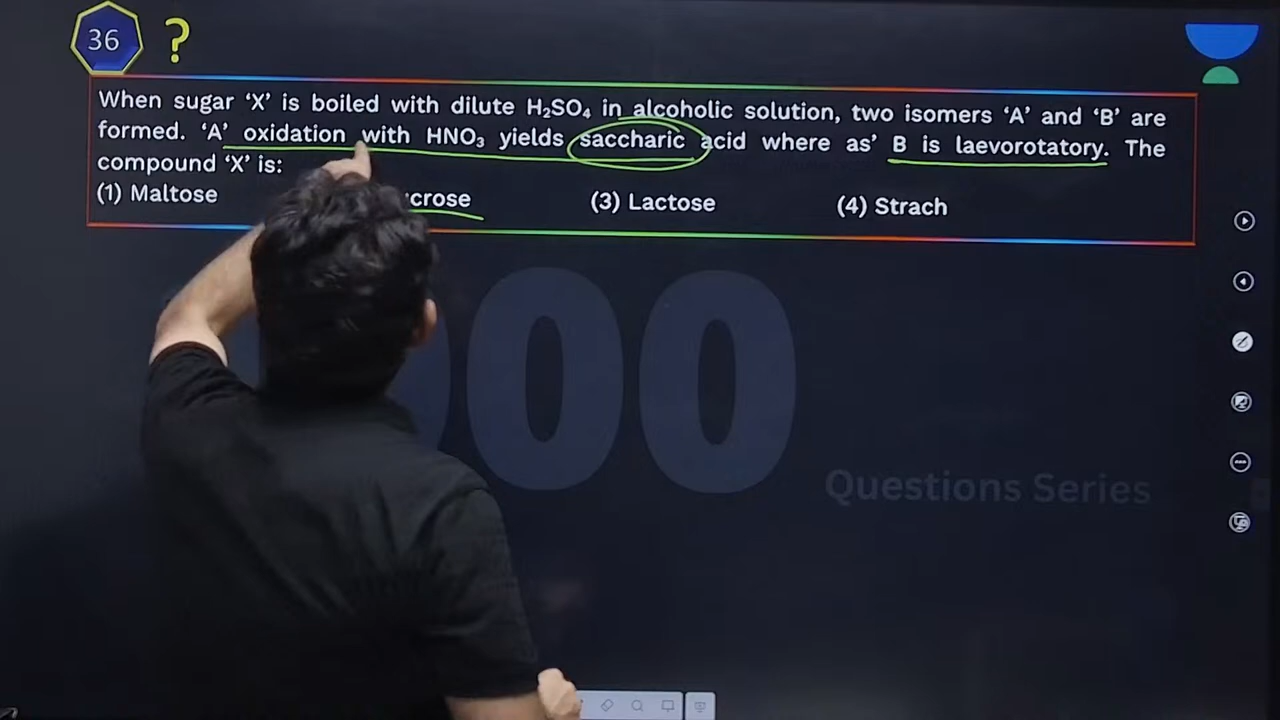 36 ?
When sugar ‘X’ is boiled with dilute H₂SO₄ in alcoholic solution, two isomers ‘A’ and ‘B’ are
formed. ‘A’ oxidation with HNO₃ yields saccharic acid where as’ B is laevorotatory. The
compound ‘X’ is:
(1) Maltose crose (3) Lactose (4) Strach
00
Questions Series